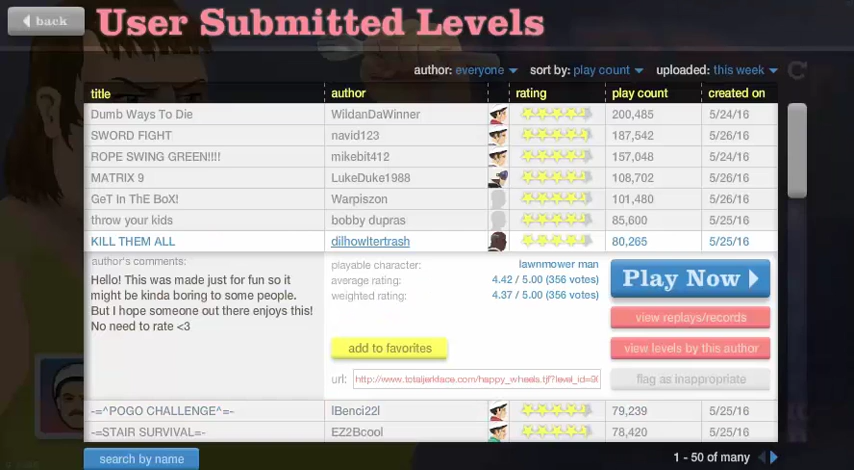 back
User Submitted Levels
author: everyone sort by: play count uploaded: this week
title author rating play count created on
Dumb Ways To Die WildanDaWinner 200,485 5/24/16
SWORD FIGHT navid123 187,542 5/26/16
ROPE SWING GREEN!!!! mikebit412 157,048 5/24/16
MATRIX 9 LukeDuke1988 108,702 5/26/16
GeT In ThE BoX! Warpiszon 101,480 5/26/16
throw your kids bobby dupras 85,600 5/25/16
KILL THEM ALL dilhowltertrash 80,265 5/25/16
author's comments:
Hello! This was made just for fun so it
might be kinda boring to some people.
But I hope someone out there enjoys this!
No need to rate <3
playable character: lawnmower man
average rating: 4.42 / 5.00 (356 votes)
weighted rating: 4.37 / 5.00 (356 votes)
add to favorites
url: http://www.totaljerkface.com/happy_wheels.tjf?level_id=9
Play Now
view replays/records
view levels by this author
flag as inappropriate
-=^POGO CHALLENGE^=- lBenci22l 79,239 5/25/16
-=STAIR SURVIVAL=- EZ2Bcool 78,420 5/25/16
search by name 1 - 50 of many